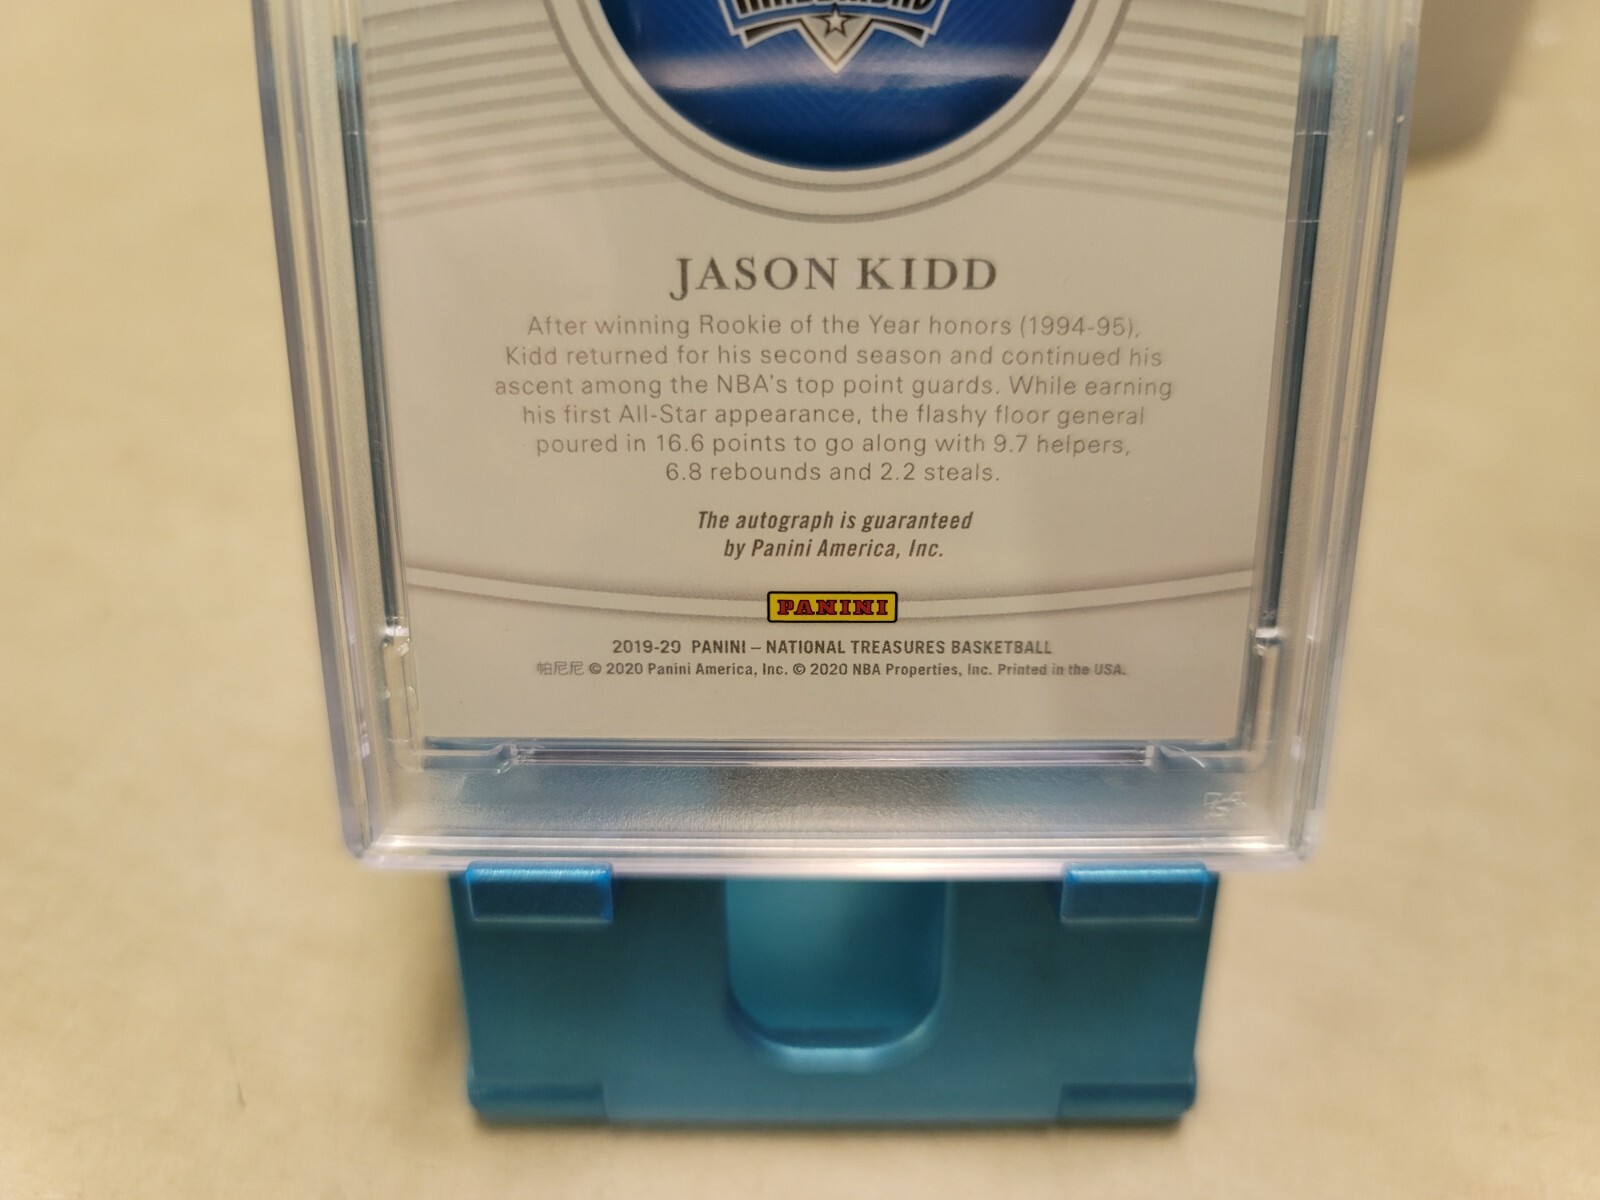 JASON KIDD
After winning Rookie of the Year honors (1994-95),
Kidd returned for his second season and continued his
ascent among the NBA's top point guards. While earning
his first All-Star appearance, the flashy floor general
poured in 16.6 points to go along with 9.7 helpers,
6.8 rebounds and 2.2 steals.
The autograph is guaranteed
by Panini America, Inc.
PANINI
2019-20 PANINI – NATIONAL TREASURES BASKETBALL
帕尼尼 © 2020 Panini America, Inc. © 2020 NBA Properties, Inc. Printed in the USA.